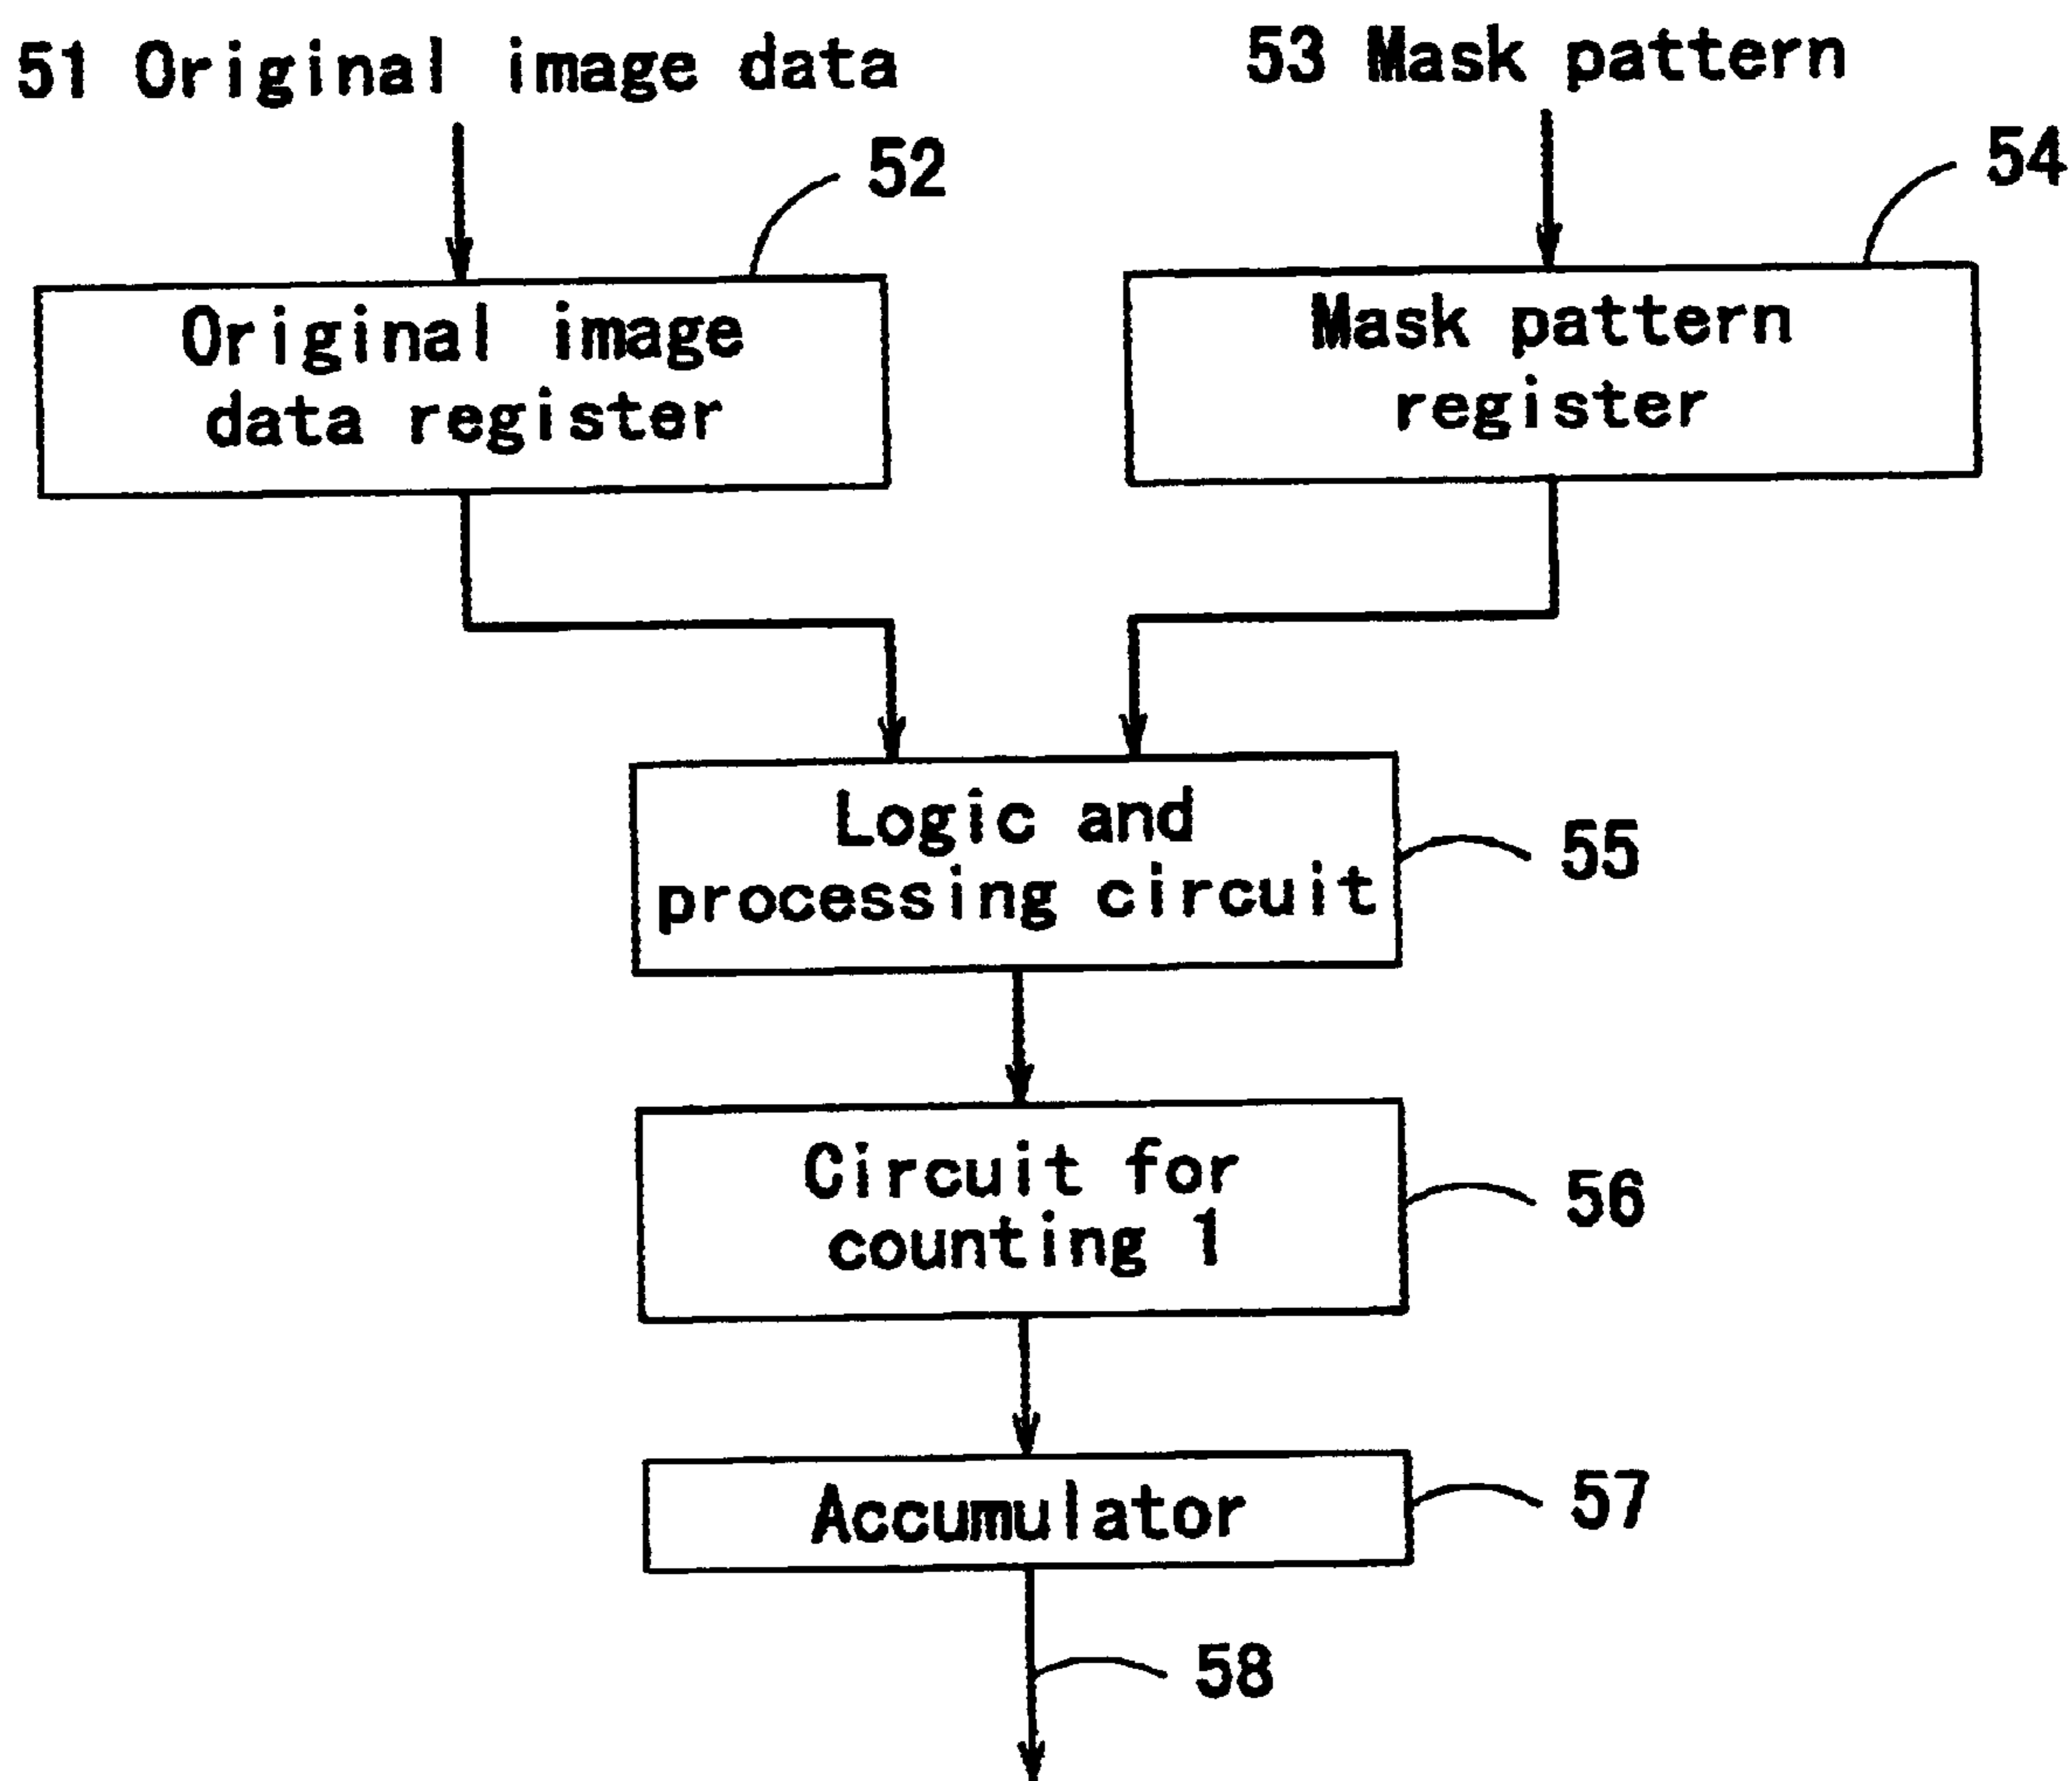 51 Original image data
53 Mask pattern
52
54
Original image
data register
Mask pattern
register
Logic and
processing circuit
55
Circuit for
counting 1
56
Accumulator
57
58